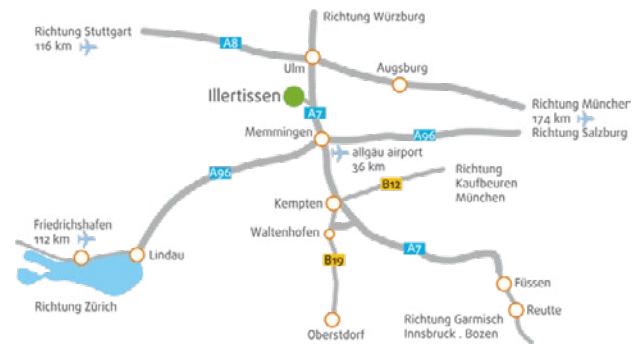 Richtung Würzburg
Richtung Stuttgart
116 km
A8
Ulm
Augsburg
Illertissen
A7
Richtung München
174 km
Memmingen
A96
Richtung Salzburg
allgäu airport
36 km
A96
B12
Richtung
Kaufbeuren
München
Kempten
Friedrichshafen
112 km
Waltenhofen
A7
Lindau
B19
Füssen
Richtung Zürich
Reutte
Richtung Garmisch
Innsbruck . Bozen
Oberstdorf